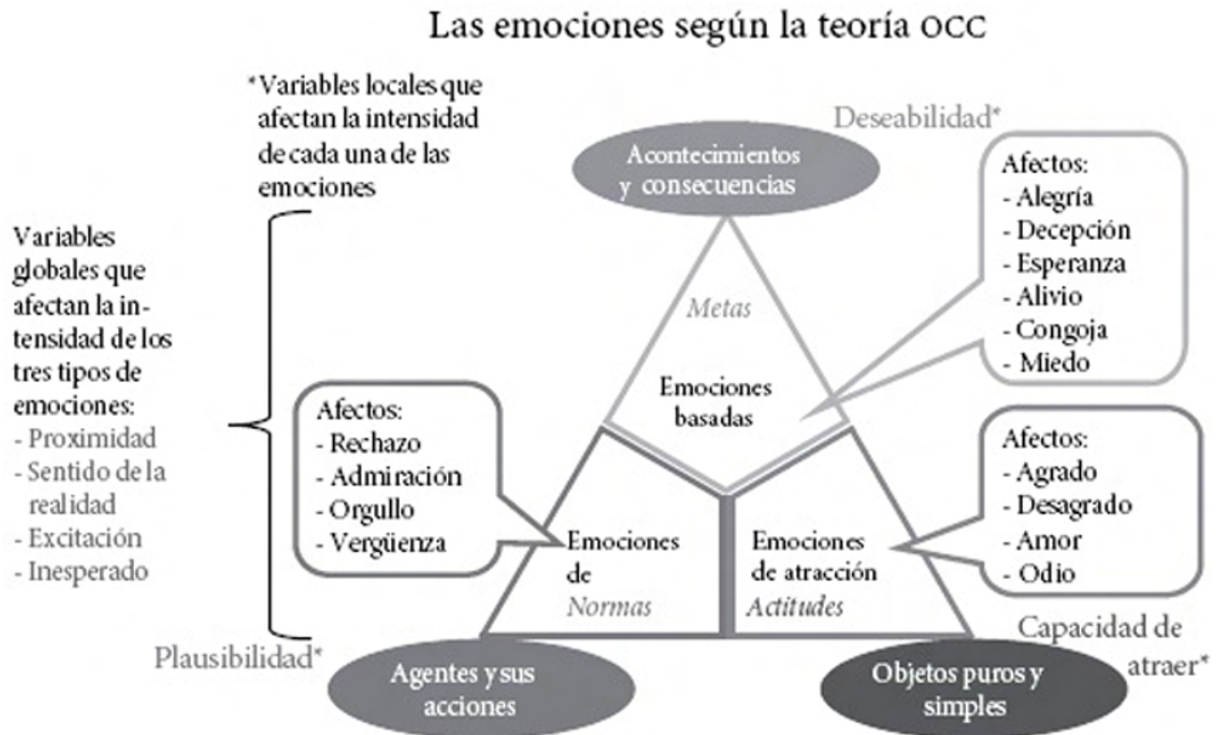 Las emociones según la teoría OCC
*Variables locales que
afectan la intensidad
de cada una de las
emociones
Variables
globales que
afectan la in-
tensidad de los
tres tipos de
emociones:
- Proximidad
- Sentido de la
realidad
- Excitación
- Inesperado
Deseabilidad*
Acontecimientos
y consecuencias
Afectos:
- Alegría
- Decepción
- Esperanza
- Alivio
- Congoja
- Miedo
Metas
Emociones
basadas
Afectos:
- Rechazo
- Admiración
- Orgullo
- Vergüenza
Emociones
de
Normas
Emociones
de atracción
Actitudes
Afectos:
- Agrado
- Desagrado
- Amor
- Odio
Plausibilidad*
Agentes y sus
acciones
Objetos puros y
simples
Capacidad de
atraer*